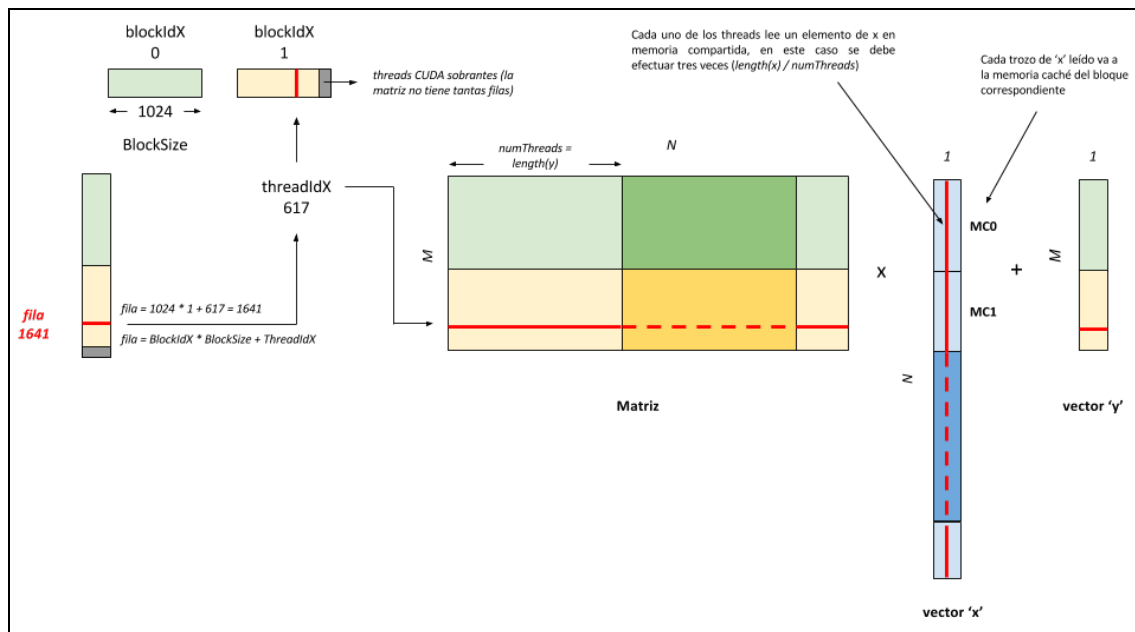 blockIdX
0
blockIdX
1
threads CUDA sobrantes (la
matriz no tiene tantas filas)
1024
BlockSize
threadIdX
617
fila
1641
fila = 1024 * 1 + 617 = 1641
fila = BlockIdX * BlockSize + ThreadIdX
numThreads =
length(y)
N
M
Matriz
X
Cada uno de los threads lee un elemento de x en
memoria compartida, en este caso se debe
efectuar tres veces (length(x) / numThreads)
Cada trozo de ‘x’ leído va a
la memoria caché del bloque
correspondiente
1
MC0
MC1
N
vector ‘x’
+
1
M
vector ‘y’